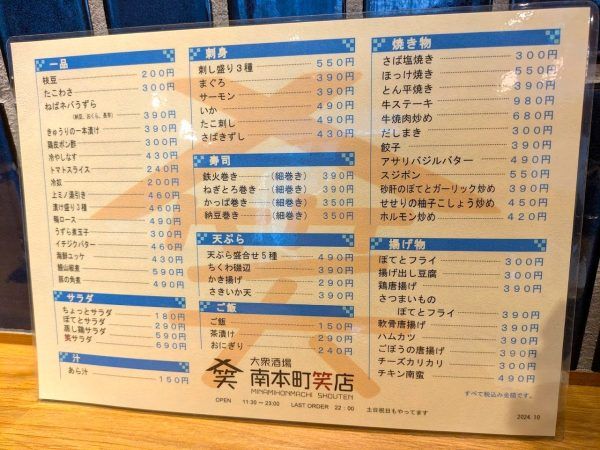 一品
枝豆 200円
たこわさ 300円
ねばネバラずら
(納豆、おくら、長芋) 390円
きゅうりの一本漬け 390円
鶏皮ポン酢 300円
冷やしなす 430円
トマトスライス 240円
冷奴 200円
上ミノ湯引き 460円
漬け盛り3種 460円
鴨ロース 490円
うずら煮玉子 300円
イチジクバター 460円
海鮮ユッケ 430円
鯨山椒煮 590円
豚の角煮 490円
サラダ
ちょっとサラダ 180円
ぽてとサラダ 290円
蒸し鶏サラダ 590円
笑サラダ 690円
汁
あら汁 150円
刺身
刺し盛り3種 550円
まぐろ 390円
サーモン 390円
いか 490円
たこ刺し 490円
さばきずし 430円
寿司
鉄火巻き (細巻き) 390円
ねぎとろ巻き (細巻き) 390円
かっぱ巻き (細巻き) 350円
納豆巻き (細巻き) 350円
天ぷら
天ぷら盛合せ5種 490円
ちくわ磯辺 390円
かき揚げ 290円
さきいか天 390円
ご飯
ご飯 150円
茶漬け 290円
おにぎり 240円
焼き物
さば塩焼き 300円
ほっけ焼き 550円
とん平焼き 390円
牛ステーキ 980円
牛焼肉炒め 680円
だしまき 300円
餃子 390円
アサリバジルバター 490円
スジポン 550円
砂肝のぽてとガーリック炒め 390円
せせりの柚子こしょう炒め 450円
ホルモン炒め 420円
揚げ物
ぽてとフライ 300円
揚げ出し豆腐 300円
鶏唐揚げ 390円
さつまいもの
ぽてとフライ 390円
軟骨唐揚げ 390円
ハムカツ 300円
ごぼうの唐揚げ 390円
チーズカリカリ 300円
チキン南蛮 490円
すべて税込み金額です。
笑 大衆酒場
南本町笑店
MINAMIHONMACHI SHOUTEN
OPEN 11:30〜23:00 LAST ORDER 22:00 土日祝日もやってます
2024.10